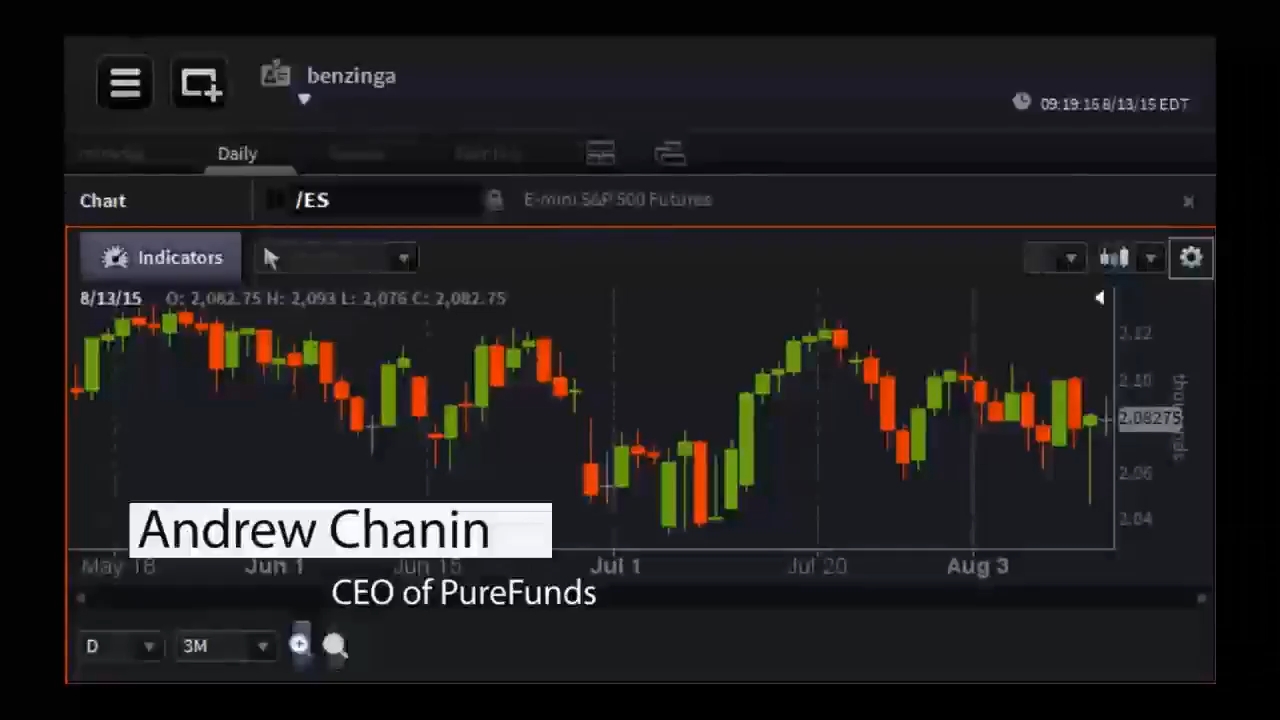 benzinga
09:19:16 8/13/15 EDT
Daily
Chart
/ES
E-mini S&P 500 Futures
Indicators
8/13/15 O: 2,082.75 H: 2,093 L: 2,076 C: 2,082.75
2.12
2.10
2.08275
2.06
2.04
Andrew Chanin
May 18 Jun 1 Jun 15 Jul 1 Jul 20 Aug 3
CEO of PureFunds
D 3M